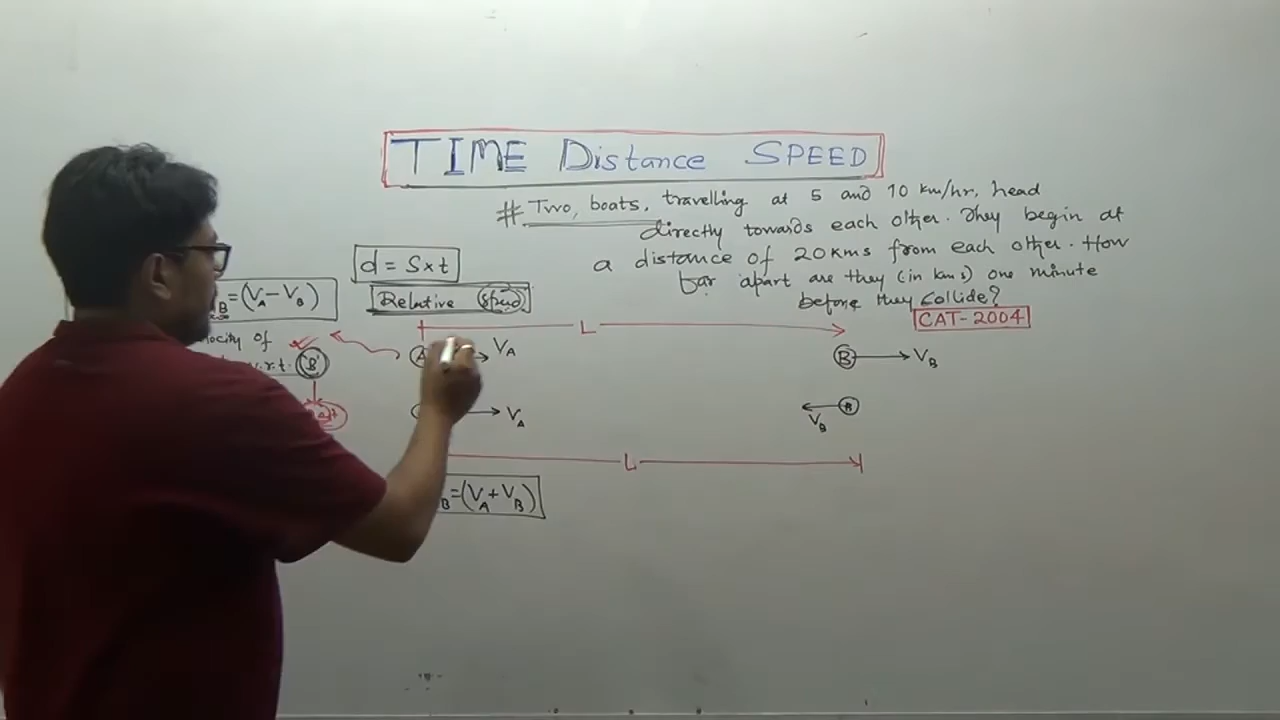 TIME Distance SPEED
# Two, boats, travelling at 5 and 10 km/hr, head
directly towards each other. They begin at
a distance of 20 kms from each other. How
far apart are they (in kms) one minute
before they collide?
CAT-2004
d = S×t
Relative Speed
B =(VA-VB)
locity of
w.r.t. B
L
A VA
B VB
VA
VB B
L
B =(VA+VB)